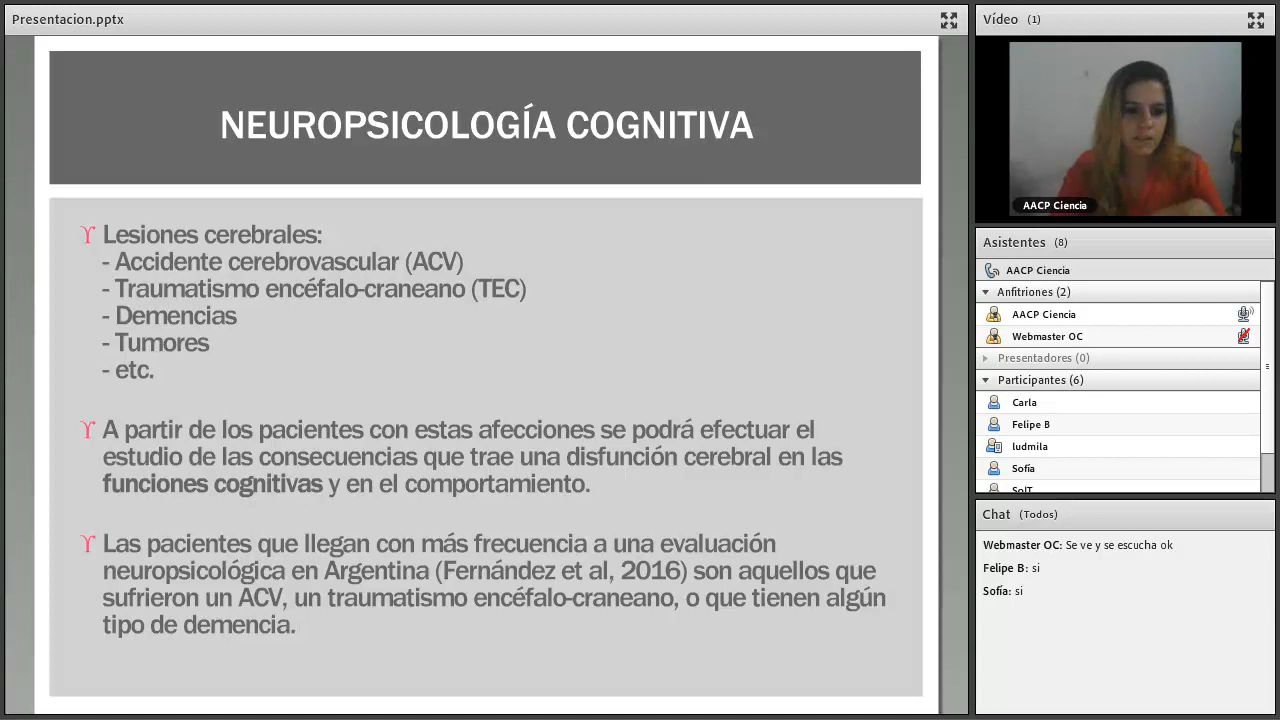 Presentacion.pptx
NEUROPSICOLOGÍA COGNITIVA
Lesiones cerebrales:
- Accidente cerebrovascular (ACV)
- Traumatismo encéfalo-craneano (TEC)
- Demencias
- Tumores
- etc.
A partir de los pacientes con estas afecciones se podrá efectuar el
estudio de las consecuencias que trae una disfunción cerebral en las
funciones cognitivas y en el comportamiento.
Las pacientes que llegan con más frecuencia a una evaluación
neuropsicológica en Argentina (Fernández et al, 2016) son aquellos que
sufrieron un ACV, un traumatismo encéfalo-craneano, o que tienen algún
tipo de demencia.
Vídeo (1)
AACP Ciencia
Asistentes (8)
AACP Ciencia
Anfitriones (2)
AACP Ciencia
Webmaster OC
Presentadores (0)
Participantes (6)
Carla
Felipe B
ludmila
Sofía
SolT
Chat (Todos)
Webmaster OC: Se ve y se escucha ok
Felipe B: si
Sofía: si